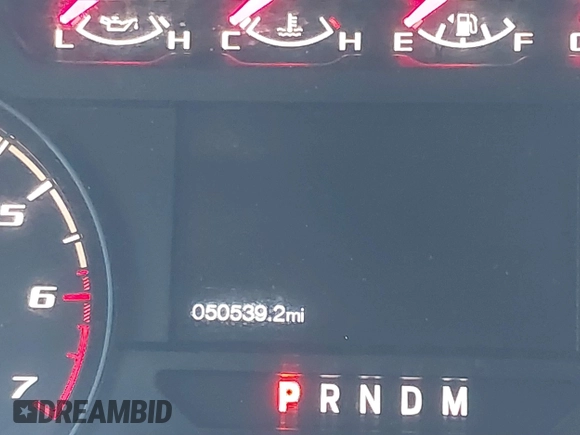 L H C H E F
5
6
050539.2mi
7
P R N D M
DREAMBID